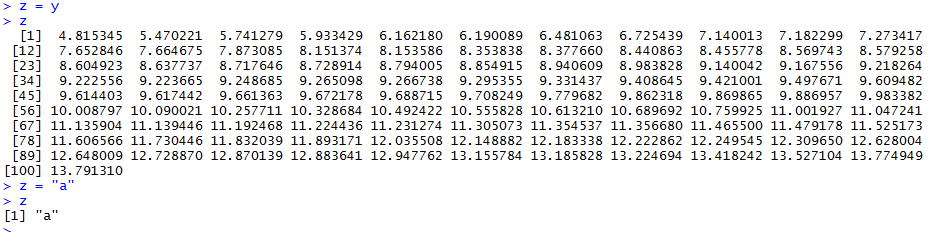 > z = y
> z
[1] 4.815345 5.470221 5.741279 5.933429 6.162180 6.190089 6.481063 6.725439 7.140013 7.182299 7.273417
[12] 7.652846 7.664675 7.873085 8.151374 8.153586 8.353838 8.377660 8.440863 8.455778 8.569743 8.579258
[23] 8.604923 8.637737 8.717646 8.728914 8.794005 8.854915 8.940609 8.983828 9.140042 9.167556 9.218264
[34] 9.222556 9.223665 9.248685 9.265098 9.266738 9.295355 9.331437 9.408645 9.421001 9.497671 9.609482
[45] 9.614403 9.617442 9.661363 9.672178 9.688715 9.708249 9.779682 9.862318 9.869865 9.886957 9.983382
[56] 10.008797 10.090021 10.257711 10.328684 10.492422 10.555828 10.613210 10.689692 10.759925 11.001927 11.047241
[67] 11.135904 11.139446 11.192468 11.224436 11.231274 11.305073 11.354537 11.356680 11.465500 11.479178 11.525173
[78] 11.606566 11.730446 11.832039 11.893171 12.035508 12.148882 12.183338 12.222862 12.249545 12.309650 12.628004
[89] 12.648009 12.728870 12.870139 12.883641 12.947762 13.155784 13.185828 13.224694 13.418242 13.527104 13.774949
[100] 13.791310
> z = "a"
> z
[1] "a"
>